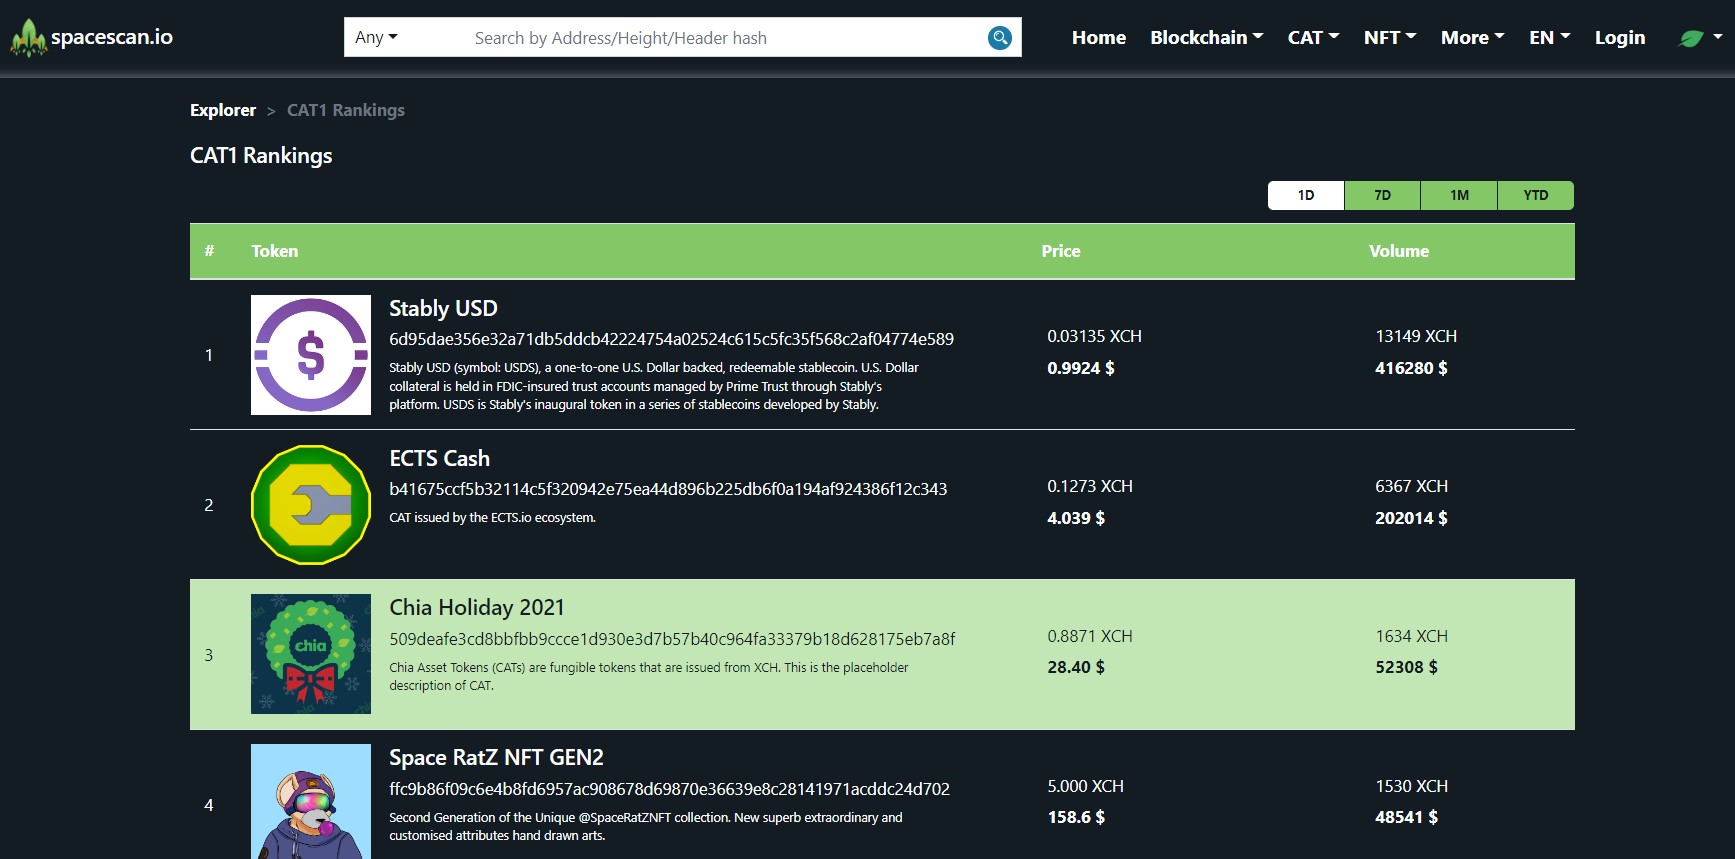 spacescan.io
Any
Search by Address/Height/Header hash
Home
Blockchain
CAT
NFT
More
EN
Login
Explorer > CAT1 Rankings
CAT1 Rankings
1D 7D 1M YTD
# Token Price Volume
1
$
Stably USD
6d95dae356e32a71db5ddcb42224754a02524c615c5fc35f568c2af04774e589
Stably USD (symbol: USDS), a one-to-one U.S. Dollar backed, redeemable stablecoin. U.S. Dollar
collateral is held in FDIC-insured trust accounts managed by Prime Trust through Stably's
platform. USDS is Stably's inaugural token in a series of stablecoins developed by Stably.
0.03135 XCH
0.9924 $
13149 XCH
416280 $
2
ECTS Cash
b41675ccf5b32114c5f320942e75ea44d896b225db6f0a194af924386f12c343
CAT issued by the ECTS.io ecosystem.
0.1273 XCH
4.039 $
6367 XCH
202014 $
3
chia
Chia Holiday 2021
509deafe3cd8bbfbb9ccce1d930e3d7b57b40c964fa33379b18d628175eb7a8f
Chia Asset Tokens (CATs) are fungible tokens that are issued from XCH. This is the placeholder
description of CAT.
0.8871 XCH
28.40 $
1634 XCH
52308 $
4
Space RatZ NFT GEN2
ffc9b86f09c6e4b8fd6957ac908678d69870e36639e8c28141971acddc24d702
Second Generation of the Unique @SpaceRatZNFT collection. New superb extraordinary and
customised attributes hand drawn arts.
5.000 XCH
158.6 $
1530 XCH
48541 $